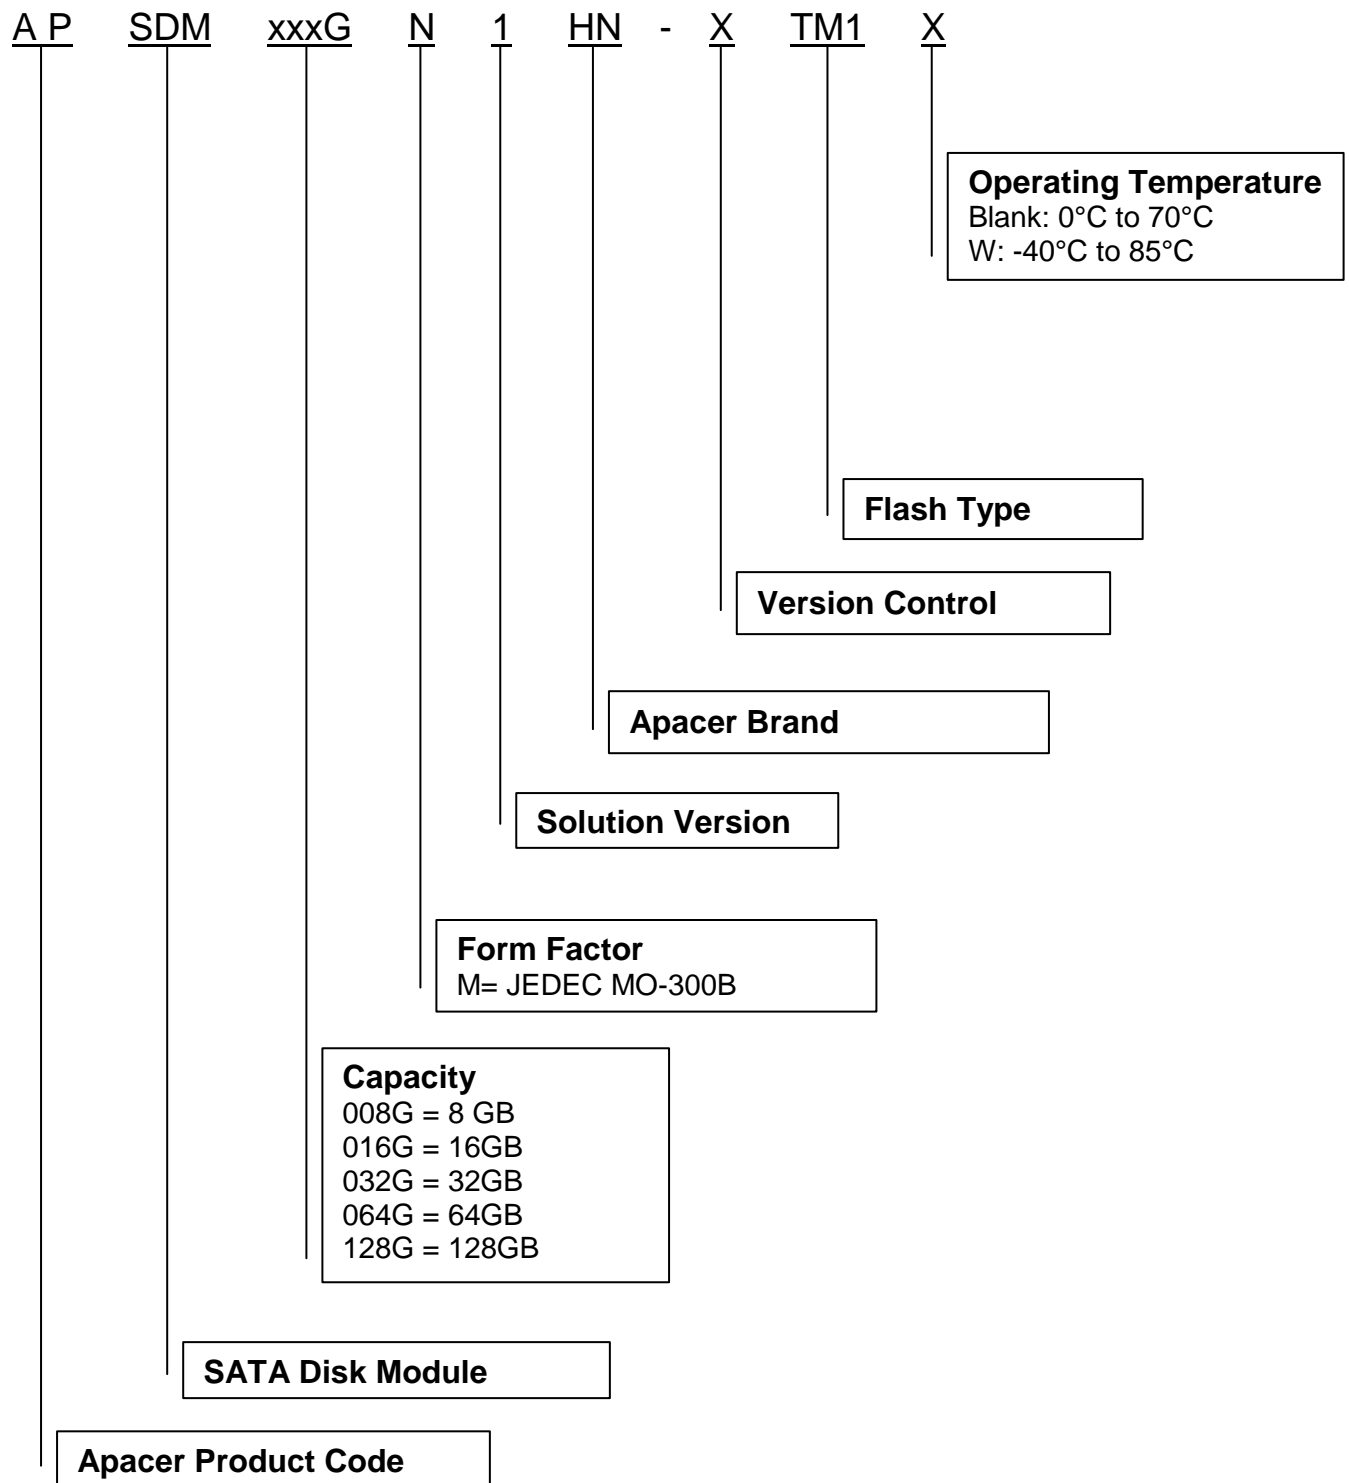 A P SDM xxxG N 1 HN - X TM1 X
Operating Temperature
Blank: 0°C to 70°C
W: -40°C to 85°C
Flash Type
Version Control
Apacer Brand
Solution Version
Form Factor
M= JEDEC MO-300B
Capacity
008G = 8 GB
016G = 16GB
032G = 32GB
064G = 64GB
128G = 128GB
SATA Disk Module
Apacer Product Code